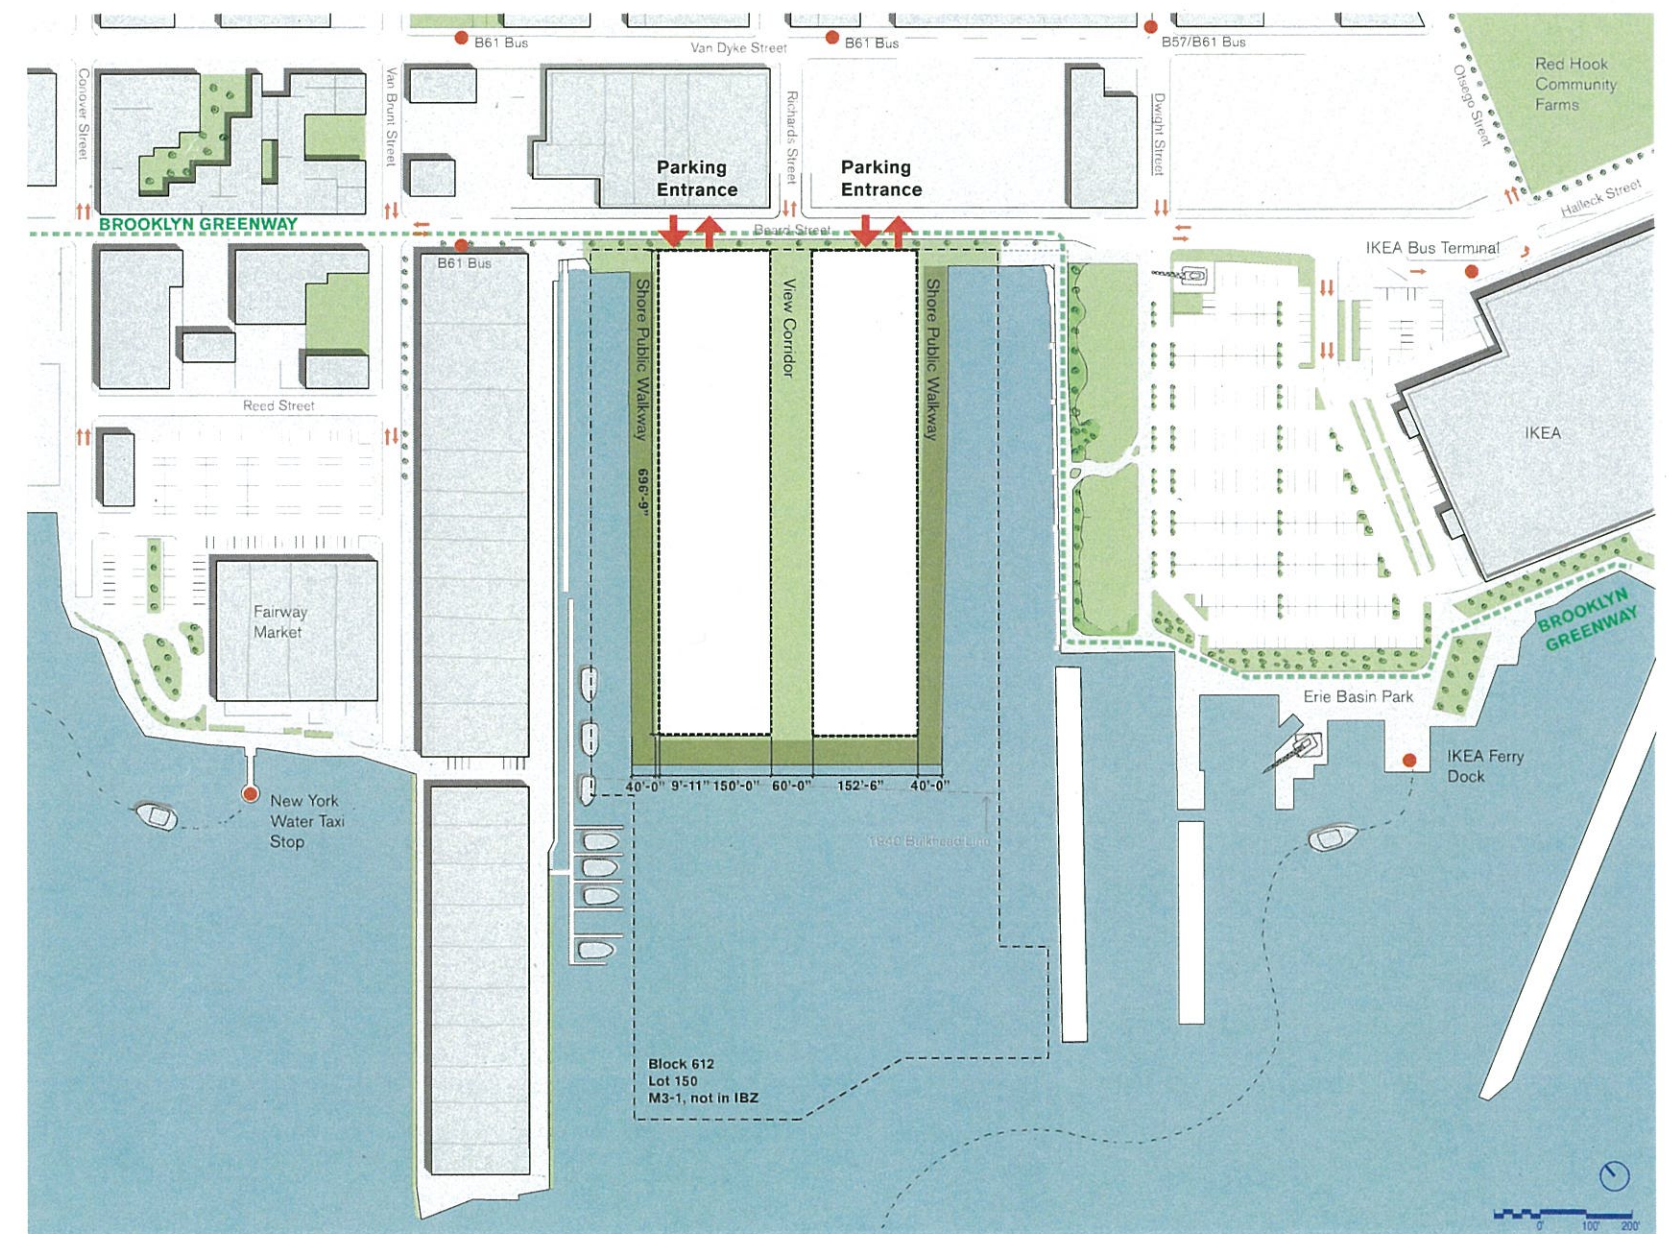 B61 Bus
Van Dyke Street
B61 Bus
B57/B61 Bus
Red Hook
Community
Farms
Conover Street
Van Brunt Street
Richards Street
Dwight Street
Otsego Street
Halleck Street
Parking
Entrance
Parking
Entrance
BROOKLYN GREENWAY
Beard Street
B61 Bus
IKEA Bus Terminal
Shore Public Walkway
696'-9"
View Corridor
Shore Public Walkway
Reed Street
IKEA
Fairway
Market
BROOKLYN
GREENWAY
Erie Basin Park
IKEA Ferry
Dock
40'-0"
9'-11"
150'-0"
60'-0"
152'-6"
40'-0"
New York
Water Taxi
Stop
1940 Bulkhead Line
Block 612
Lot 150
M3-1, not in IBZ
0'
100'
200'